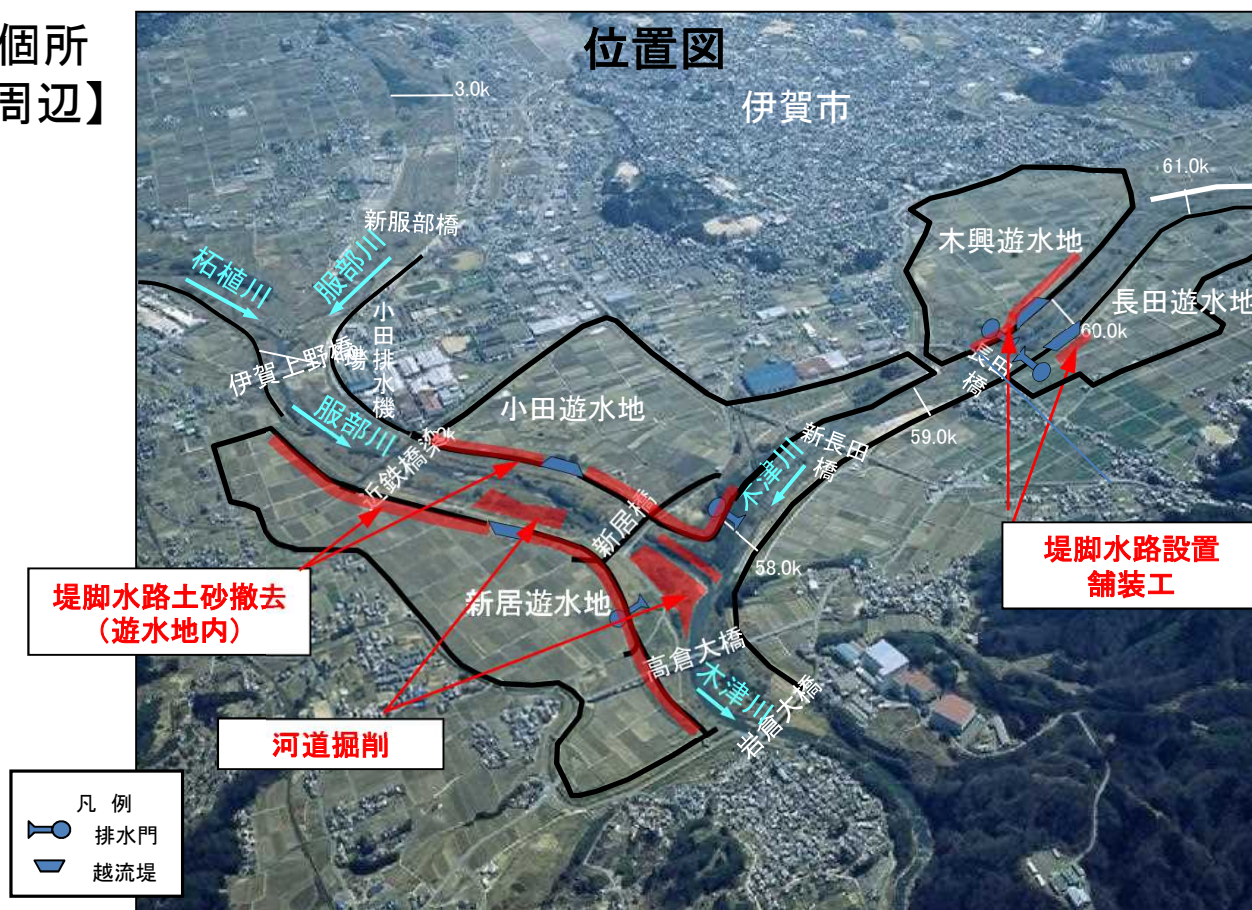 個所
周辺】
位置図
伊賀市
3.0k
61.0k
新服部橋
木興遊水地
柘植川
服部川
長田遊水地
小田排水機場
60.0k
伊賀上野橋
長田橋
小田遊水地
服部川
59.0k
新長田橋
近鉄橋梁
木津川
新居橋
58.0k
堤脚水路設置
舗装工
堤脚水路土砂撤去
（遊水地内）
新居遊水地
高倉大橋
木津川
岩倉大橋
河道掘削
凡 例
排水門
越流堤